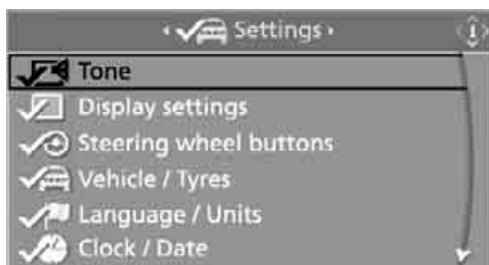 Settings
Tone
Display settings
Steering wheel buttons
Vehicle / Tyres
Language / Units
Clock / Date